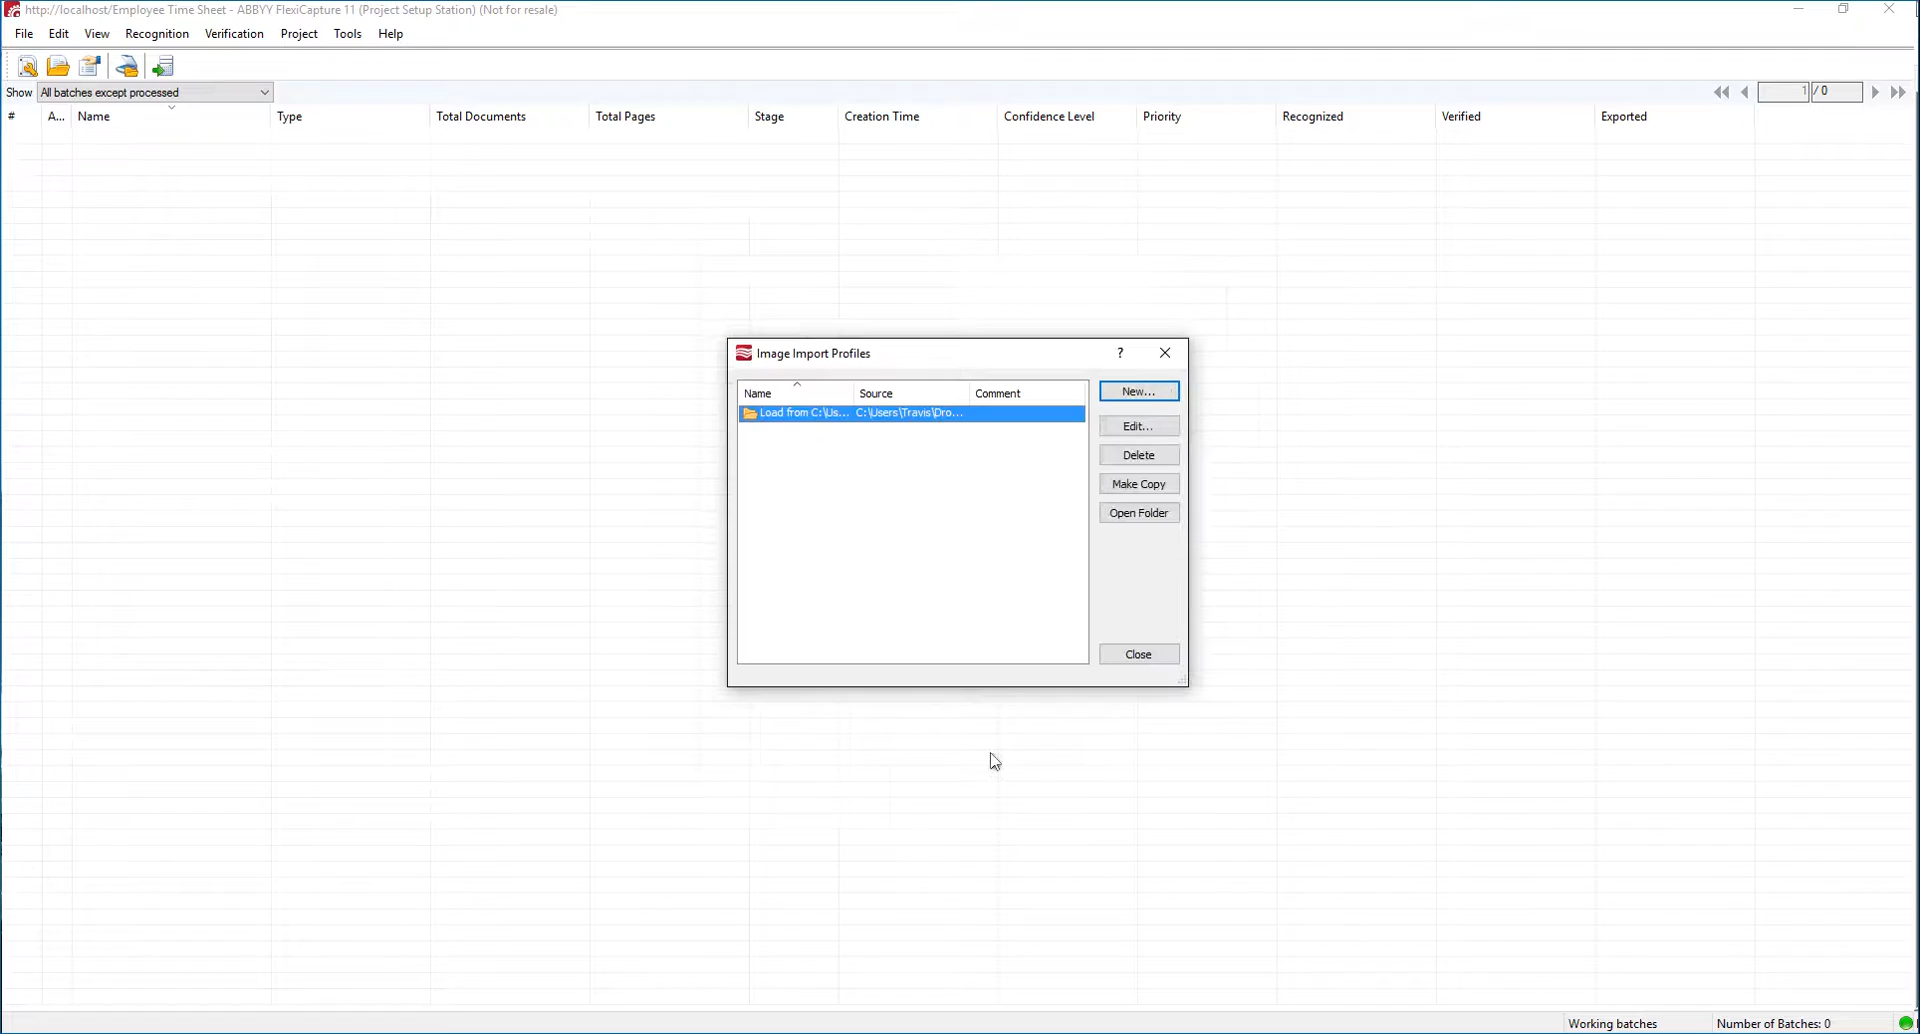 http://localhost/Employee Time Sheet - ABBYY FlexiCapture 11 (Project Setup Station) (Not for resale)
File Edit View Recognition Verification Project Tools Help
Show All batches except processed 1 / 0
# A... Name Type Total Documents Total Pages Stage Creation Time Confidence Level Priority Recognized Verified Exported
Image Import Profiles ?
Name Source Comment
Load from C:\Us... C:\Users\Travis\Dro...
New...
Edit...
Delete
Make Copy
Open Folder
Close
Working batches Number of Batches: 0